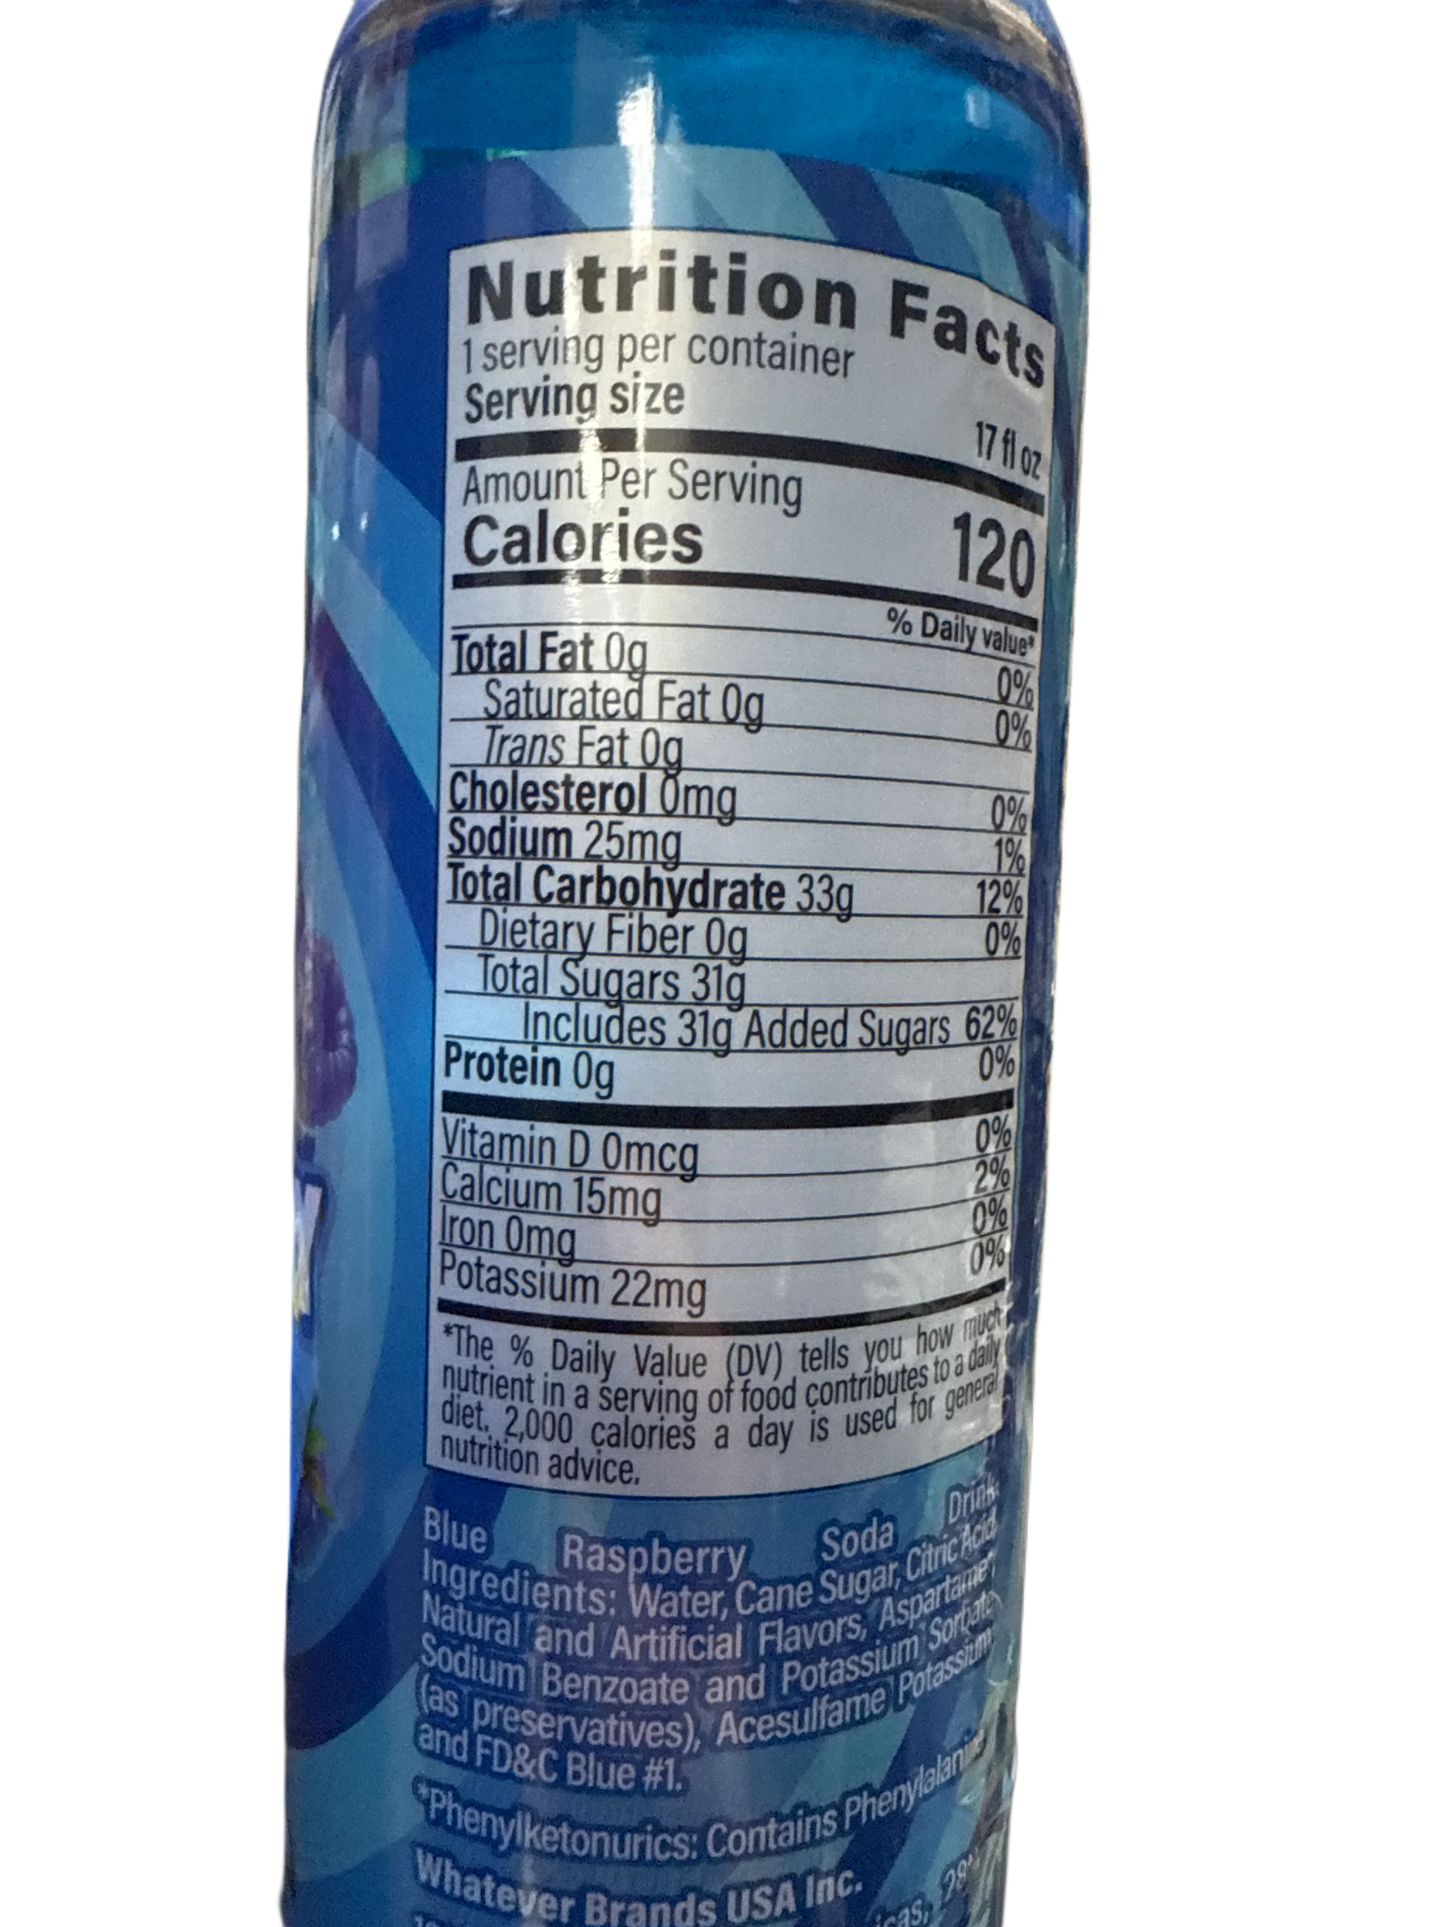 Nutrition Facts
1 serving per container
Serving size 17 fl oz
Amount Per Serving
Calories 120
% Daily value*
Total Fat 0g 0%
Saturated Fat 0g 0%
Trans Fat 0g
Cholesterol 0mg 0%
Sodium 25mg 1%
Total Carbohydrate 33g 12%
Dietary Fiber 0g 0%
Total Sugars 31g
Includes 31g Added Sugars 62%
Protein 0g 0%
Vitamin D 0mcg 0%
Calcium 15mg 2%
Iron 0mg 0%
Potassium 22mg 0%
*The % Daily Value (DV) tells you how much
nutrient in a serving of food contributes to a daily
diet. 2,000 calories a day is used for general
nutrition advice.
Blue Raspberry Soda Drink
Ingredients: Water, Cane Sugar, Citric Acid,
Natural and Artificial Flavors, Aspartame*,
Sodium Benzoate and Potassium Sorbate
(as preservatives), Acesulfame Potassium,
and FD&C Blue #1.
*Phenylketonurics: Contains Phenylalanine
Whatever Brands USA Inc.